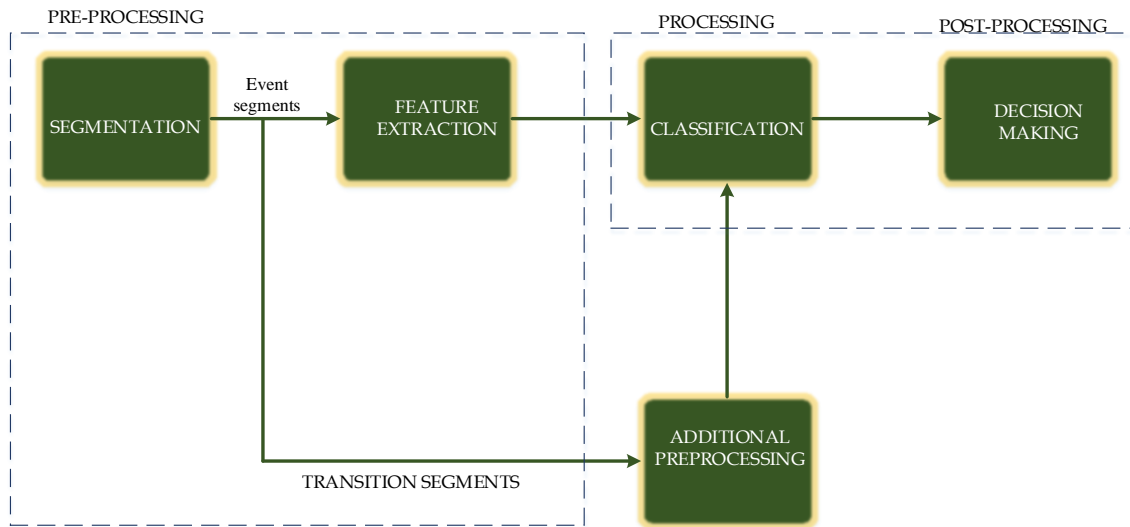 PRE-PROCESSING
PROCESSING
POST-PROCESSING
SEGMENTATION
Event
segments
FEATURE
EXTRACTION
CLASSIFICATION
DECISION
MAKING
ADDITIONAL
PREPROCESSING
TRANSITION SEGMENTS